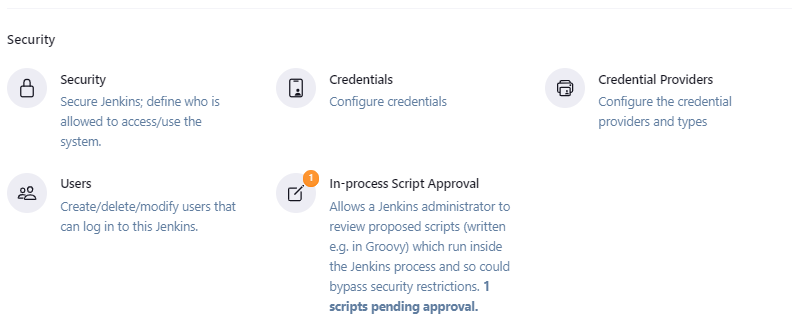 Security
Security
Secure Jenkins; define who is
allowed to access/use the
system.
Credentials
Configure credentials
Credential Providers
Configure the credential
providers and types
Users
Create/delete/modify users that
can log in to this Jenkins.
1
In-process Script Approval
Allows a Jenkins administrator to
review proposed scripts (written
e.g. in Groovy) which run inside
the Jenkins process and so could
bypass security restrictions. 1
scripts pending approval.